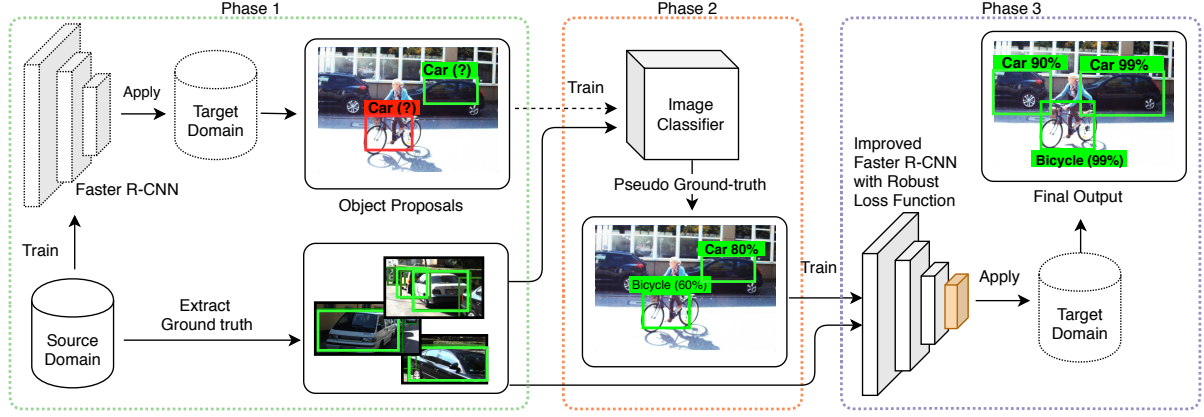 Phase 1
Phase 2
Phase 3
Apply
Target
Domain
Faster R-CNN
Train
Source
Domain
Extract
Ground truth
Car (?)
Car (?)
Object Proposals
Train
Image
Classifier
Pseudo Ground-truth
Car 80%
Bicycle (60%)
Train
Improved
Faster R-CNN
with Robust
Loss Function
Apply
Target
Domain
Car 90%
Car 99%
Bicycle (99%)
Final Output